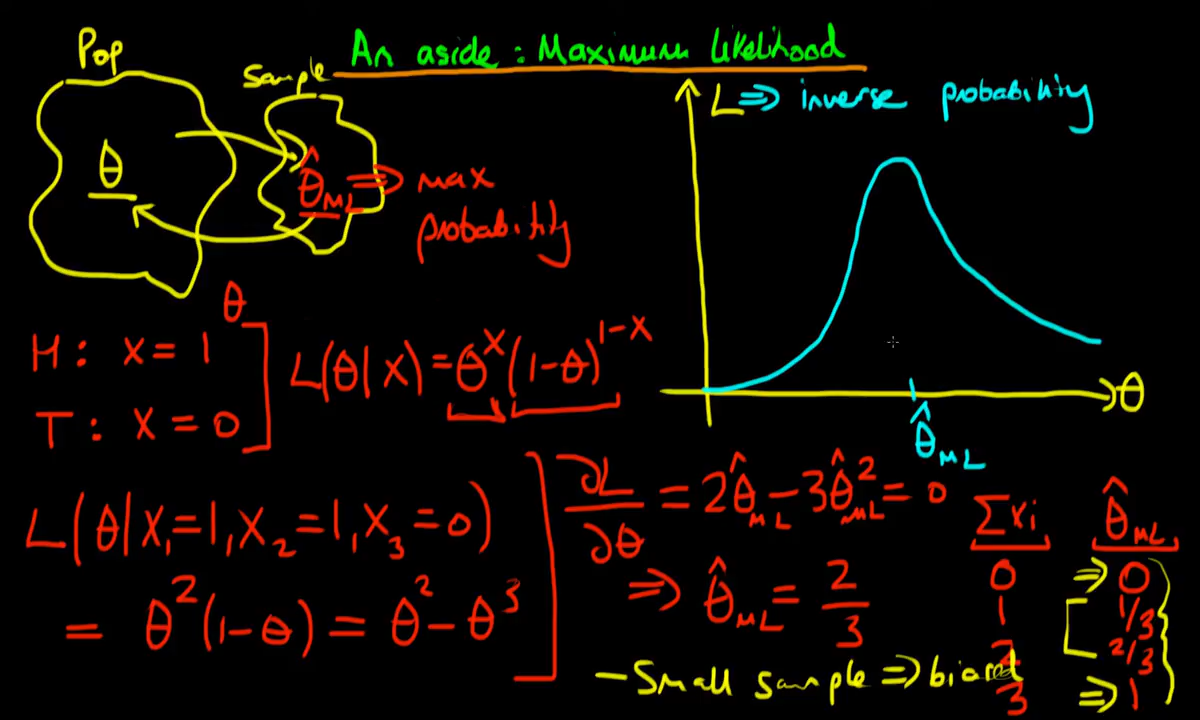 An aside : Maximum likelihood
Pop
Sample
θ
θ̂ML ⇒ max
probability
L ⇒ inverse probability
θ
θ̂ML
θ
H : x = 1
T : x = 0
L(θ|x) = θ^x (1-θ)^(1-x)
L(θ|x₁=1, x₂=1, x₃=0)
= θ²(1-θ) = θ² - θ³
∂L/∂θ = 2θ̂ML - 3θ̂²ML = 0
⇒ θ̂ML = 2/3
Σxi θ̂ML
0 ⇒ 0
1 1/3
2 2/3
3 ⇒ 1
- Small sample ⇒ biased